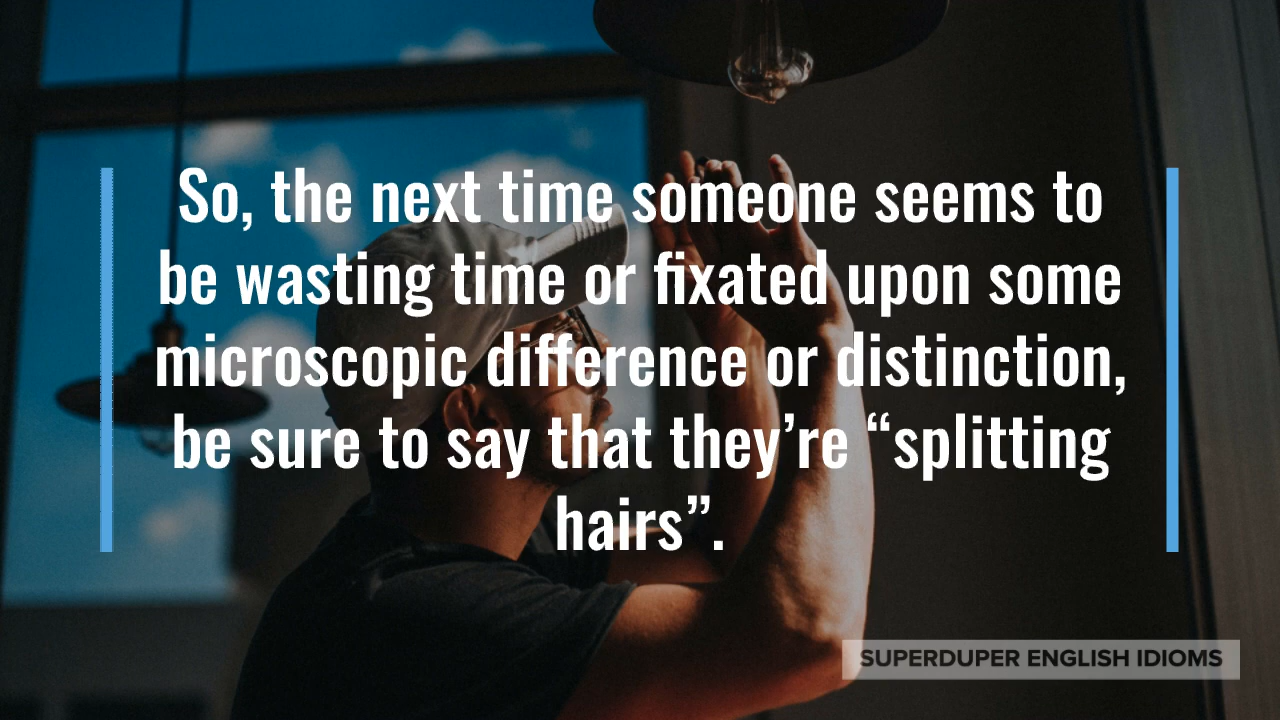 So, the next time someone seems to
be wasting time or fixated upon some
microscopic difference or distinction,
be sure to say that they’re “splitting
hairs”.
SUPERDUPER ENGLISH IDIOMS